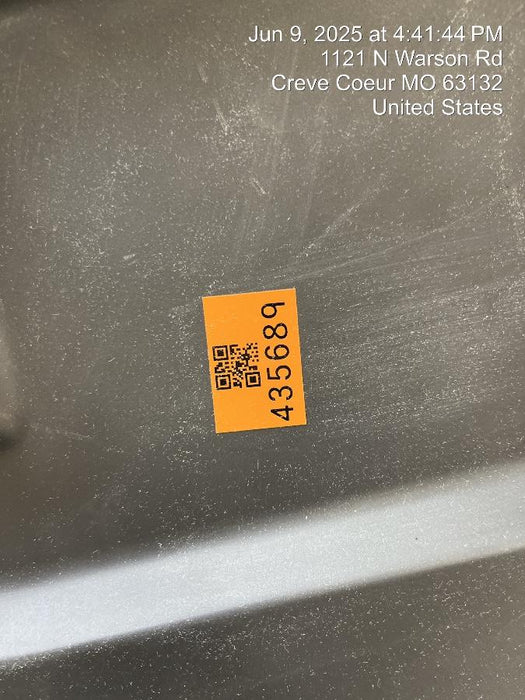 Jun 9, 2025 at 4:41:44 PM
1121 N Warson Rd
Creve Coeur MO 63132
United States
435689